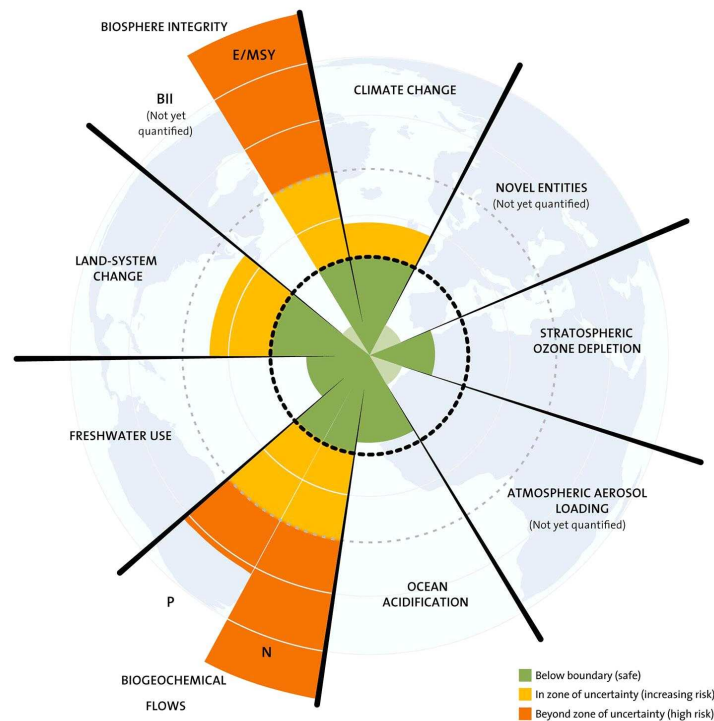 BIOSPHERE INTEGRITY
E/MSY
CLIMATE CHANGE
BII
(Not yet
quantified)
NOVEL ENTITIES
(Not yet quantified)
LAND-SYSTEM
CHANGE
STRATOSPHERIC
OZONE DEPLETION
FRESHWATER USE
ATMOSPHERIC AEROSOL
LOADING
(Not yet quantified)
OCEAN
ACIDIFICATION
P
N
BIOGEOCHEMICAL
FLOWS
Below boundary (safe)
In zone of uncertainty (increasing risk)
Beyond zone of uncertainty (high risk)